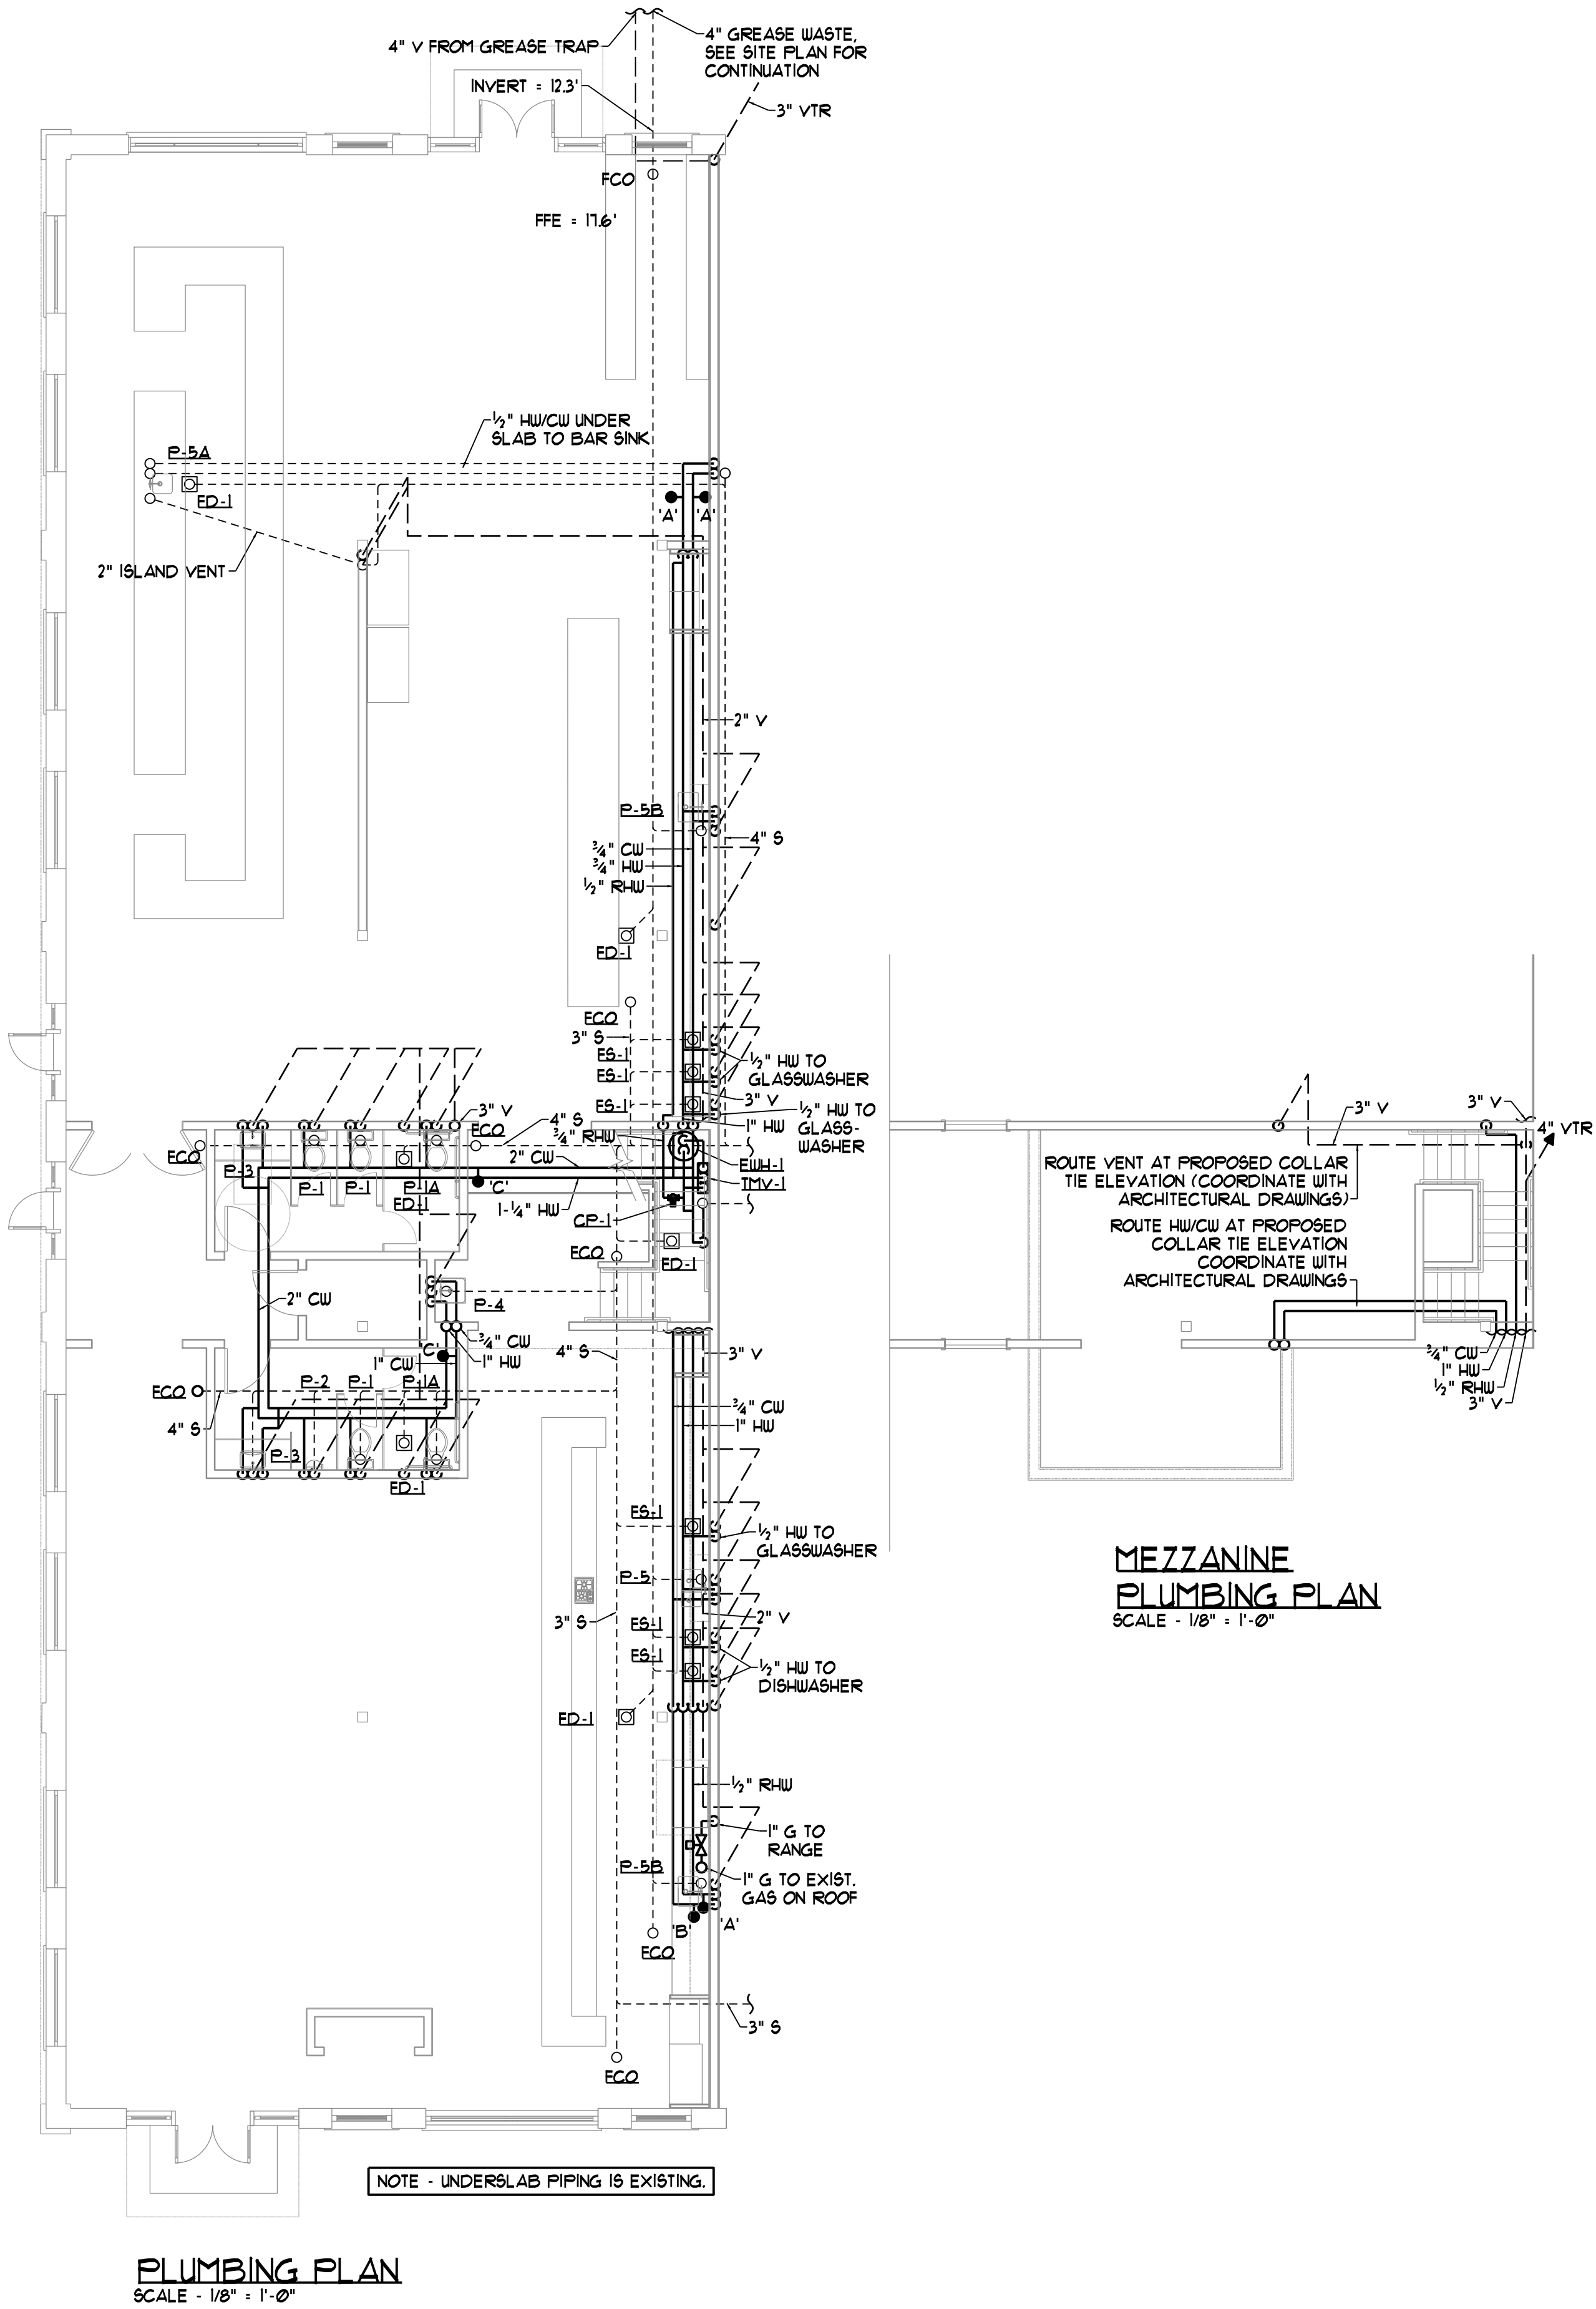 4" V FROM GREASE TRAP
4" GREASE WASTE,
SEE SITE PLAN FOR
CONTINUATION
INVERT = 12.3'
3" VTR
FCO
FFE = 17.6'
1/2" HW/CW UNDER
SLAB TO BAR SINK
P-5A
FD-1
'A'
'A'
2" ISLAND VENT
2" V
P-5B
4" S
3/4" CW
3/4" HW
1/2" RHW
FD-1
FCO
3" S
FS-1
FS-1
FS-1
1/2" HW TO
GLASSWASHER
3" V
1/2" HW TO
GLASS-
WASHER
1" HW
3" V
FCO
4" S
3/4" RHW
2" CW
FCO
P-3
P-1
P-1
P-1A
FD-1
'C'
1-1/4" HW
EWH-1
TMV-1
CP-1
FCO
FD-1
2" CW
P-4
3/4" CW
1" HW
'C'
1" CW
4" S
3" V
FCO
P-2
P-1
P-1A
4" S
P-3
FD-1
3/4" CW
1" HW
FS-1
1/2" HW TO
GLASSWASHER
P-5
3" S
2" V
FS-1
FS-1
1/2" HW TO
DISHWASHER
FD-1
1/2" RHW
1" G TO
RANGE
P-5B
1" G TO EXIST.
GAS ON ROOF
'B'
'A'
FCO
3" S
FCO
NOTE - UNDERSLAB PIPING IS EXISTING.
PLUMBING PLAN
SCALE - 1/8" = 1'-0"
3" V
3" V
4" VTR
ROUTE VENT AT PROPOSED COLLAR
TIE ELEVATION (COORDINATE WITH
ARCHITECTURAL DRAWINGS)
ROUTE HW/CW AT PROPOSED
COLLAR TIE ELEVATION
COORDINATE WITH
ARCHITECTURAL DRAWINGS
3/4" CW
1" HW
1/2" RHW
3" V
MEZZANINE
PLUMBING PLAN
SCALE - 1/8" = 1'-0"